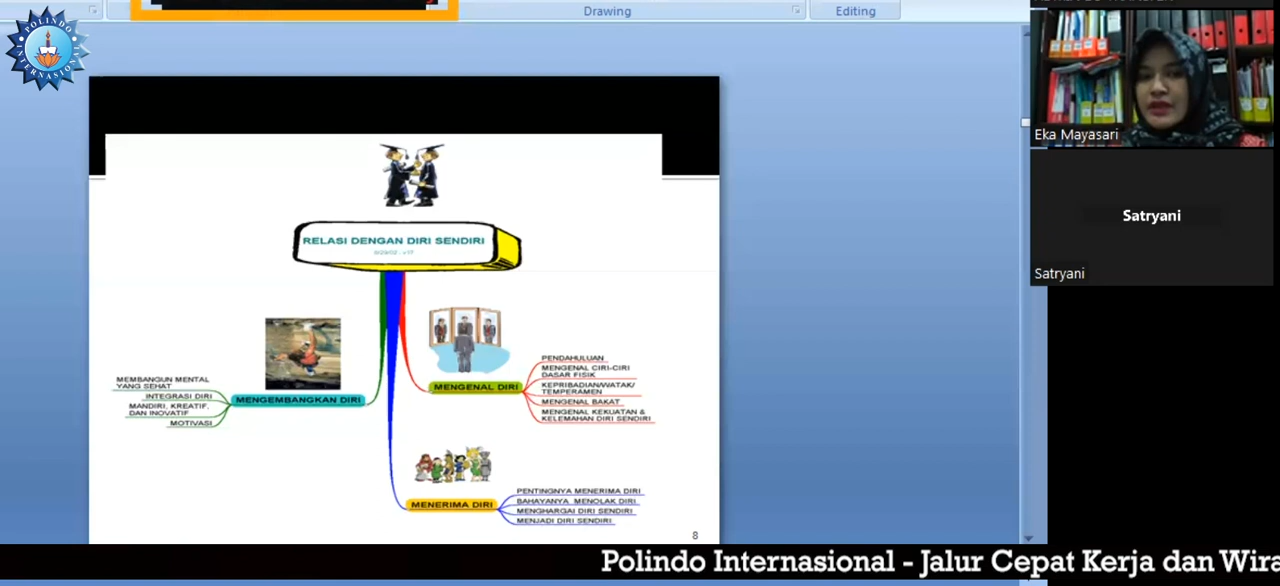 Drawing
Editing
POLINDO
INTERNASIONAL
Eka Mayasari
Satryani
Satryani
RELASI DENGAN DIRI SENDIRI
MENGENAL DIRI
PENDAHULUAN
MENGENAL CIRI-CIRI
DASAR FISIK
KEPRIBADIAN/WATAK/
TEMPERAMEN
MENGENAL BAKAT
MENGENAL KEKUATAN &
KELEMAHAN DIRI SENDIRI
MENGEMBANGKAN DIRI
MEMBANGUN MENTAL
YANG SEHAT
INTEGRASI DIRI
MANDIRI, KREATIF,
DAN INOVATIF
MOTIVASI
MENERIMA DIRI
PENTINGNYA MENERIMA DIRI
BAHAYANYA MENOLAK DIRI
MENGHARGAI DIRI SENDIRI
MENJADI DIRI SENDIRI
8
Polindo Internasional - Jalur Cepat Kerja dan Wira